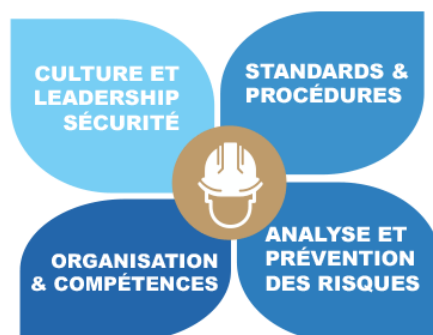 CULTURE ET
LEADERSHIP
SÉCURITÉ
STANDARDS &
PROCÉDURES
ORGANISATION
& COMPÉTENCES
ANALYSE ET
PRÉVENTION
DES RISQUES